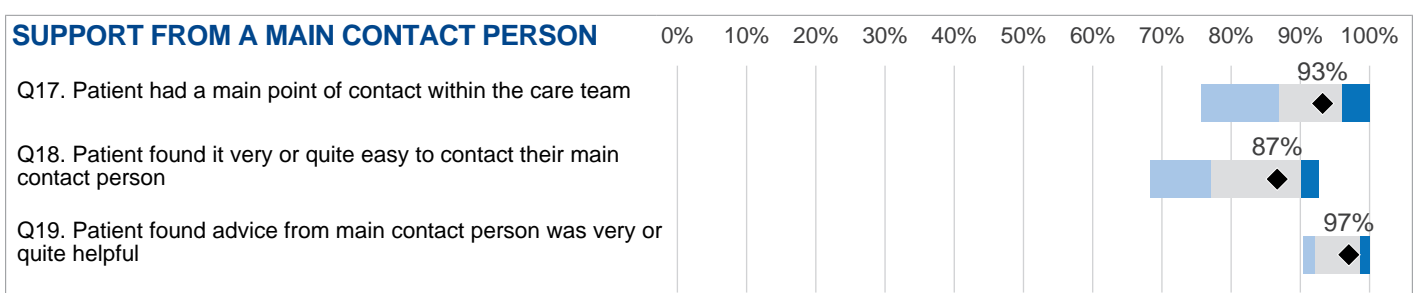 SUPPORT FROM A MAIN CONTACT PERSON 0% 10% 20% 30% 40% 50% 60% 70% 80% 90% 100%
93%
Q17. Patient had a main point of contact within the care team
87%
Q18. Patient found it very or quite easy to contact their main
contact person
97%
Q19. Patient found advice from main contact person was very or
quite helpful